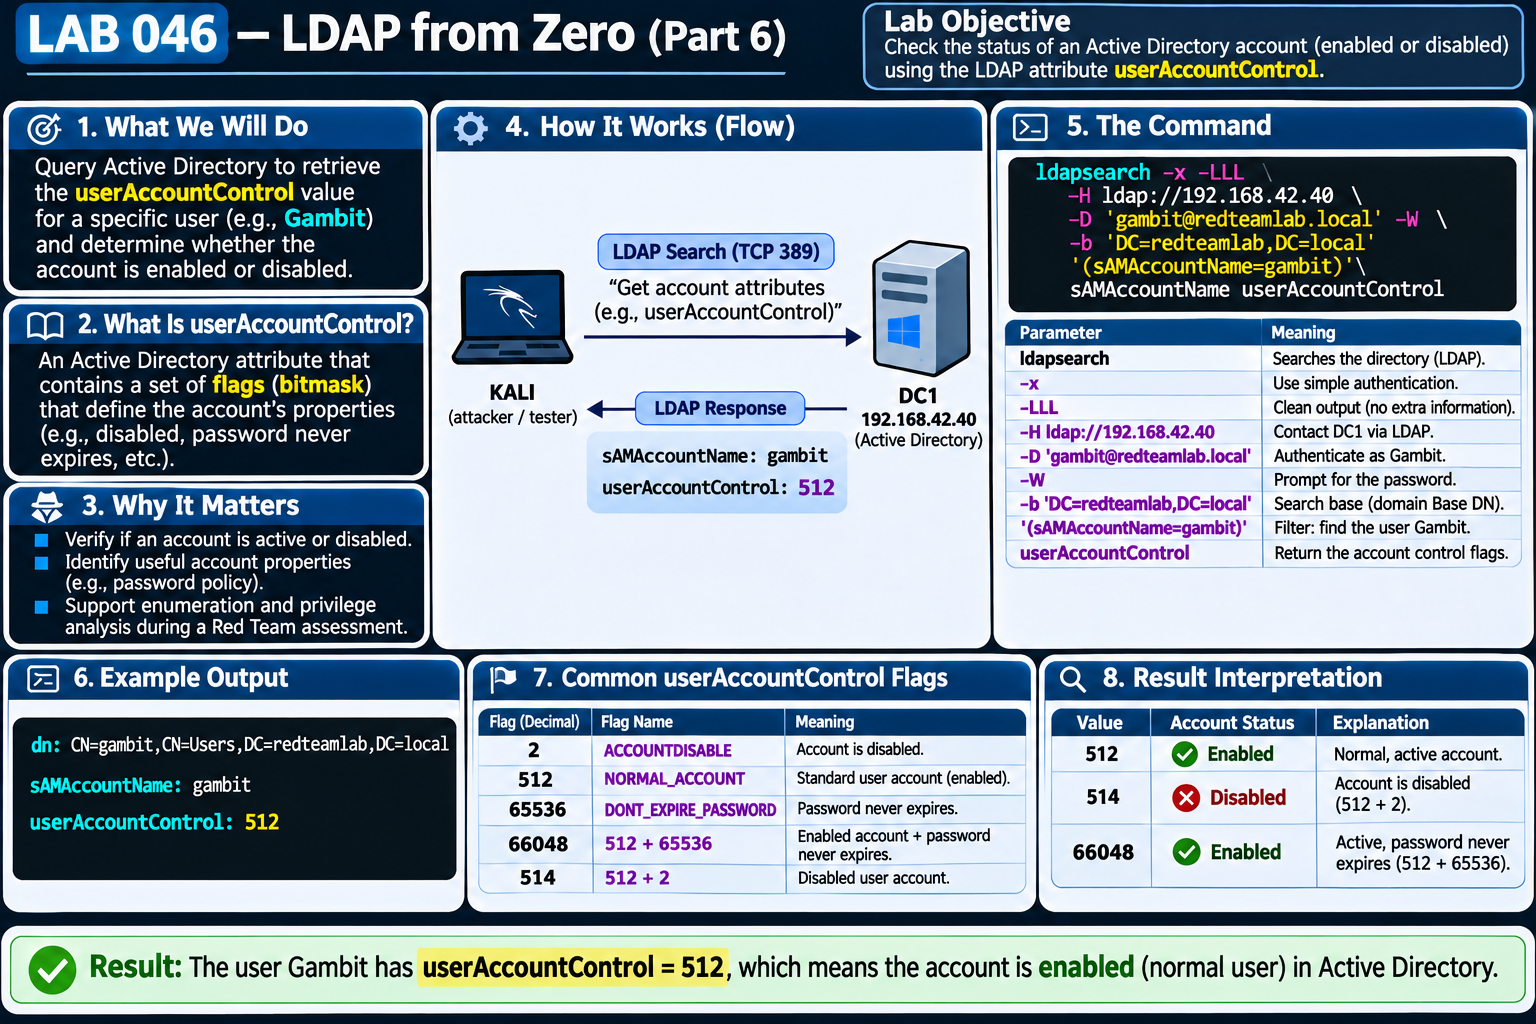 LAB 046 – LDAP from Zero (Part 6)
Lab Objective
Check the status of an Active Directory account (enabled or disabled)
using the LDAP attribute userAccountControl.
1. What We Will Do
Query Active Directory to retrieve
the userAccountControl value
for a specific user (e.g., Gambit)
and determine whether the
account is enabled or disabled.
2. What Is userAccountControl?
An Active Directory attribute that
contains a set of flags (bitmask)
that define the account's properties
(e.g., disabled, password never
expires, etc.).
3. Why It Matters
Verify if an account is active or disabled.
Identify useful account properties
(e.g., password policy).
Support enumeration and privilege
analysis during a Red Team assessment.
4. How It Works (Flow)
LDAP Search (TCP 389)
“Get account attributes
(e.g., userAccountControl)”
KALI
(attacker / tester)
LDAP Response
DC1
192.168.42.40
(Active Directory)
sAMAccountName: gambit
userAccountControl: 512
5. The Command
ldapsearch -x -LLL \
-H ldap://192.168.42.40 \
-D 'gambit@redteamlab.local' -W \
-b 'DC=redteamlab,DC=local'
'(sAMAccountName=gambit)'\
sAMAccountName userAccountControl
Parameter Meaning
ldapsearch Searches the directory (LDAP).
-x Use simple authentication.
-LLL Clean output (no extra information).
-H ldap://192.168.42.40 Contact DC1 via LDAP.
-D 'gambit@redteamlab.local' Authenticate as Gambit.
-W Prompt for the password.
-b 'DC=redteamlab,DC=local' Search base (domain Base DN).
'(sAMAccountName=gambit)' Filter: find the user Gambit.
userAccountControl Return the account control flags.
6. Example Output
dn: CN=gambit,CN=Users,DC=redteamlab,DC=local
sAMAccountName: gambit
userAccountControl: 512
7. Common userAccountControl Flags
Flag (Decimal) Flag Name Meaning
2 ACCOUNTDISABLE Account is disabled.
512 NORMAL_ACCOUNT Standard user account (enabled).
65536 DONT_EXPIRE_PASSWORD Password never expires.
66048 512 + 65536 Enabled account + password
never expires.
514 512 + 2 Disabled user account.
8. Result Interpretation
Value Account Status Explanation
512 Enabled Normal, active account.
514 Disabled Account is disabled
(512 + 2).
66048 Enabled Active, password never
expires (512 + 65536).
Result: The user Gambit has userAccountControl = 512, which means the account is enabled (normal user) in Active Directory.